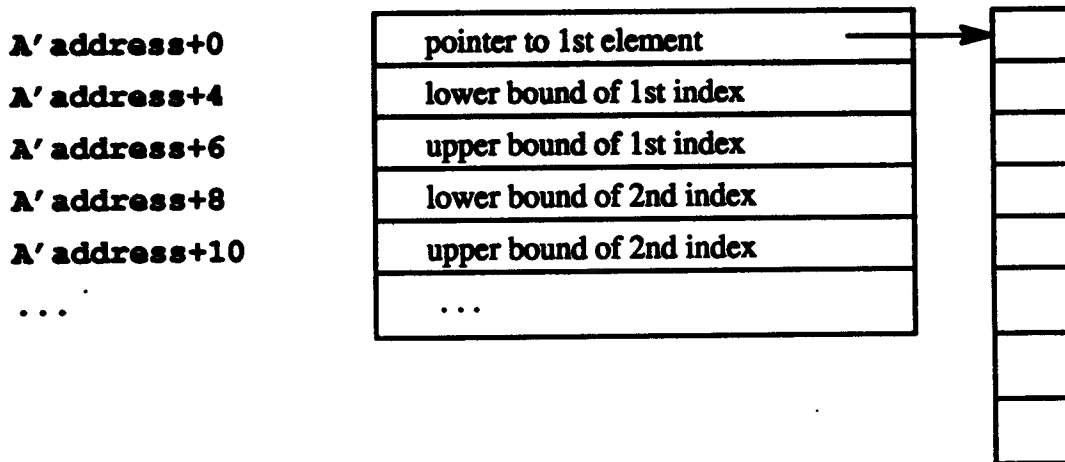 A'address+0 pointer to 1st element
A'address+4 lower bound of 1st index
A'address+6 upper bound of 1st index
A'address+8 lower bound of 2nd index
A'address+10 upper bound of 2nd index
... ...